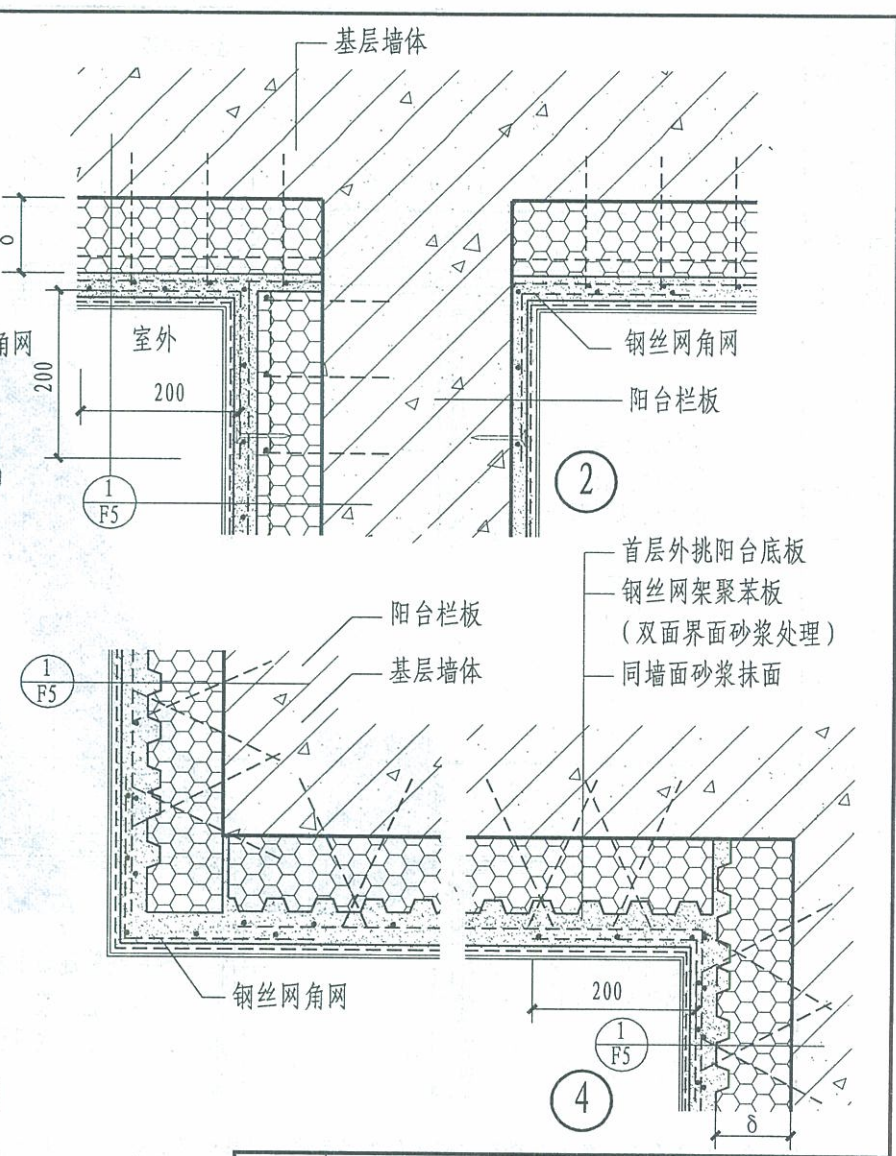 基层墙体
δ
角网
室外
钢丝网角网
200
200
阳台栏板
1
F5
2
首层外挑阳台底板
钢丝网架聚苯板
(双面界面砂浆处理)
同墙面砂浆抹面
阳台栏板
基层墙体
1
F5
钢丝网角网
200
1
F5
4
δ